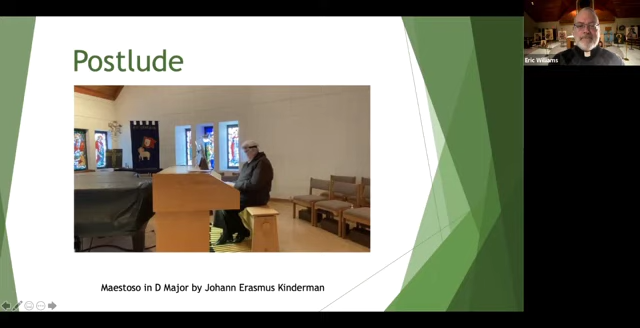 Postlude
Eric Williams
Maestoso in D Major by Johann Erasmus Kinderman